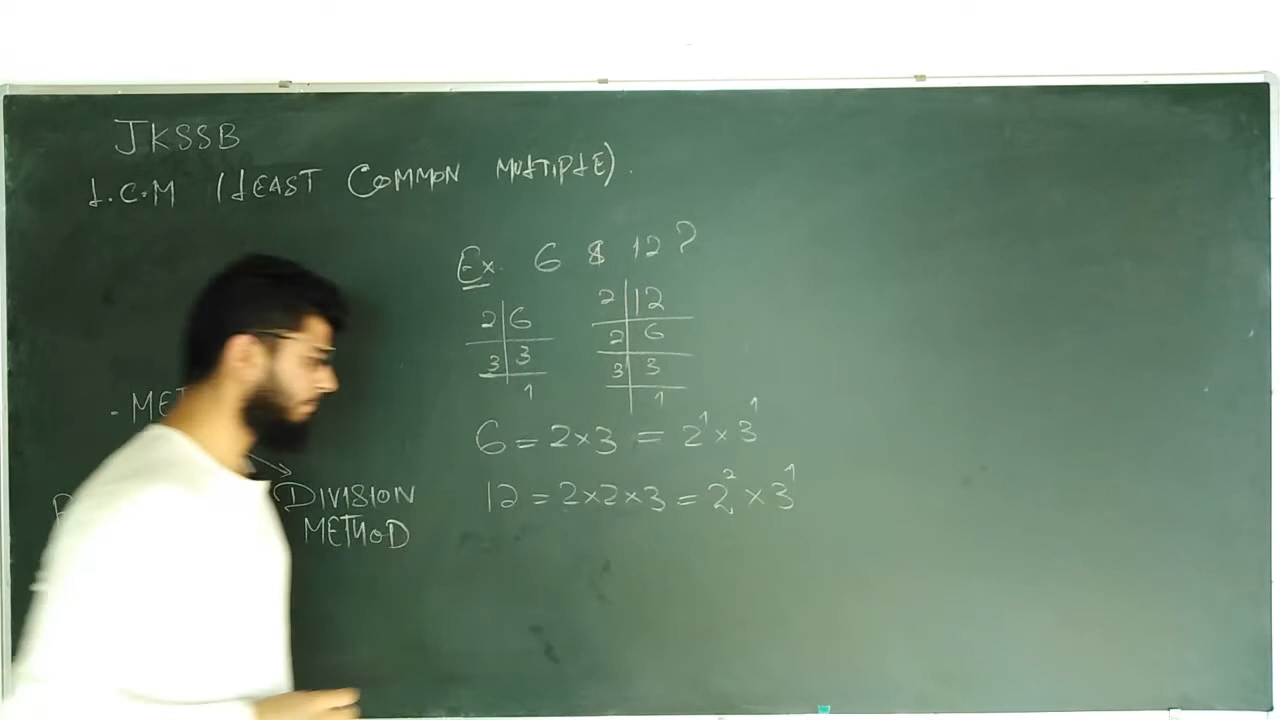 JKSSB
L.C.M (LEAST COMMON MULTIPLE).
Ex. 6 & 12 ?
2 | 6
3 | 3
1
2 | 12
2 | 6
3 | 3
1
6 = 2 × 3 = 2¹ × 3¹
12 = 2 × 2 × 3 = 2² × 3¹
DIVISION
METHOD